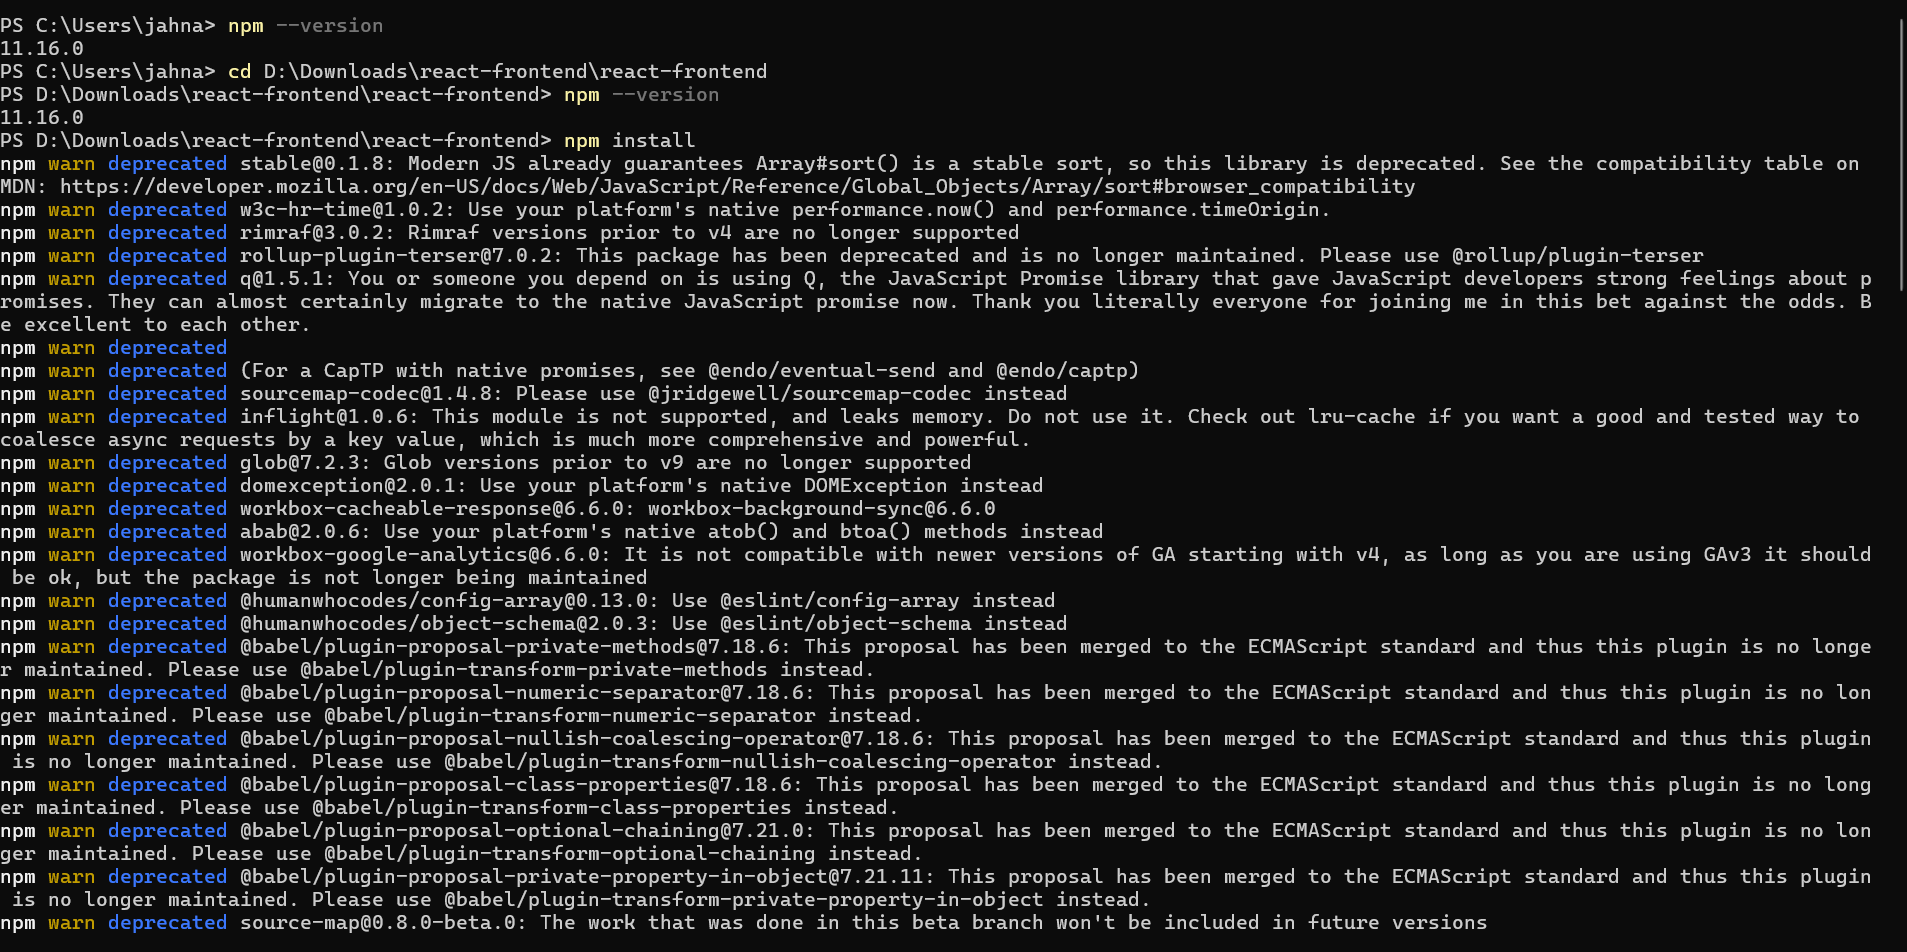 PS C:\Users\jahna> npm --version
11.16.0
PS C:\Users\jahna> cd D:\Downloads\react-frontend\react-frontend
PS D:\Downloads\react-frontend\react-frontend> npm --version
11.16.0
PS D:\Downloads\react-frontend\react-frontend> npm install
npm warn deprecated stable@0.1.8: Modern JS already guarantees Array#sort() is a stable sort, so this library is deprecated. See the compatibility table on
MDN: https://developer.mozilla.org/en-US/docs/Web/JavaScript/Reference/Global_Objects/Array/sort#browser_compatibility
npm warn deprecated w3c-hr-time@1.0.2: Use your platform's native performance.now() and performance.timeOrigin.
npm warn deprecated rimraf@3.0.2: Rimraf versions prior to v4 are no longer supported
npm warn deprecated rollup-plugin-terser@7.0.2: This package has been deprecated and is no longer maintained. Please use @rollup/plugin-terser
npm warn deprecated q@1.5.1: You or someone you depend on is using Q, the JavaScript Promise library that gave JavaScript developers strong feelings about p
romises. They can almost certainly migrate to the native JavaScript promise now. Thank you literally everyone for joining me in this bet against the odds. B
e excellent to each other.
npm warn deprecated
npm warn deprecated (For a CapTP with native promises, see @endo/eventual-send and @endo/captp)
npm warn deprecated sourcemap-codec@1.4.8: Please use @jridgewell/sourcemap-codec instead
npm warn deprecated inflight@1.0.6: This module is not supported, and leaks memory. Do not use it. Check out lru-cache if you want a good and tested way to
coalesce async requests by a key value, which is much more comprehensive and powerful.
npm warn deprecated glob@7.2.3: Glob versions prior to v9 are no longer supported
npm warn deprecated domexception@2.0.1: Use your platform's native DOMException instead
npm warn deprecated workbox-cacheable-response@6.6.0: workbox-background-sync@6.6.0
npm warn deprecated abab@2.0.6: Use your platform's native atob() and btoa() methods instead
npm warn deprecated workbox-google-analytics@6.6.0: It is not compatible with newer versions of GA starting with v4, as long as you are using GAv3 it should
 be ok, but the package is not longer being maintained
npm warn deprecated @humanwhocodes/config-array@0.13.0: Use @eslint/config-array instead
npm warn deprecated @humanwhocodes/object-schema@2.0.3: Use @eslint/object-schema instead
npm warn deprecated @babel/plugin-proposal-private-methods@7.18.6: This proposal has been merged to the ECMAScript standard and thus this plugin is no longe
r maintained. Please use @babel/plugin-transform-private-methods instead.
npm warn deprecated @babel/plugin-proposal-numeric-separator@7.18.6: This proposal has been merged to the ECMAScript standard and thus this plugin is no lon
ger maintained. Please use @babel/plugin-transform-numeric-separator instead.
npm warn deprecated @babel/plugin-proposal-nullish-coalescing-operator@7.18.6: This proposal has been merged to the ECMAScript standard and thus this plugin
 is no longer maintained. Please use @babel/plugin-transform-nullish-coalescing-operator instead.
npm warn deprecated @babel/plugin-proposal-class-properties@7.18.6: This proposal has been merged to the ECMAScript standard and thus this plugin is no long
er maintained. Please use @babel/plugin-transform-class-properties instead.
npm warn deprecated @babel/plugin-proposal-optional-chaining@7.21.0: This proposal has been merged to the ECMAScript standard and thus this plugin is no lon
ger maintained. Please use @babel/plugin-transform-optional-chaining instead.
npm warn deprecated @babel/plugin-proposal-private-property-in-object@7.21.11: This proposal has been merged to the ECMAScript standard and thus this plugin
 is no longer maintained. Please use @babel/plugin-transform-private-property-in-object instead.
npm warn deprecated source-map@0.8.0-beta.0: The work that was done in this beta branch won't be included in future versions